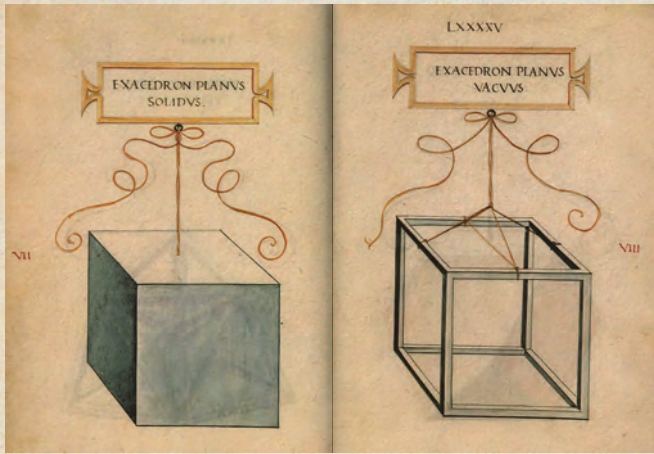 EXACEDRON PLANVS
SOLIDVS.
VII
LXXXXV
EXACEDRON PLANVS
VACVVS
VIII